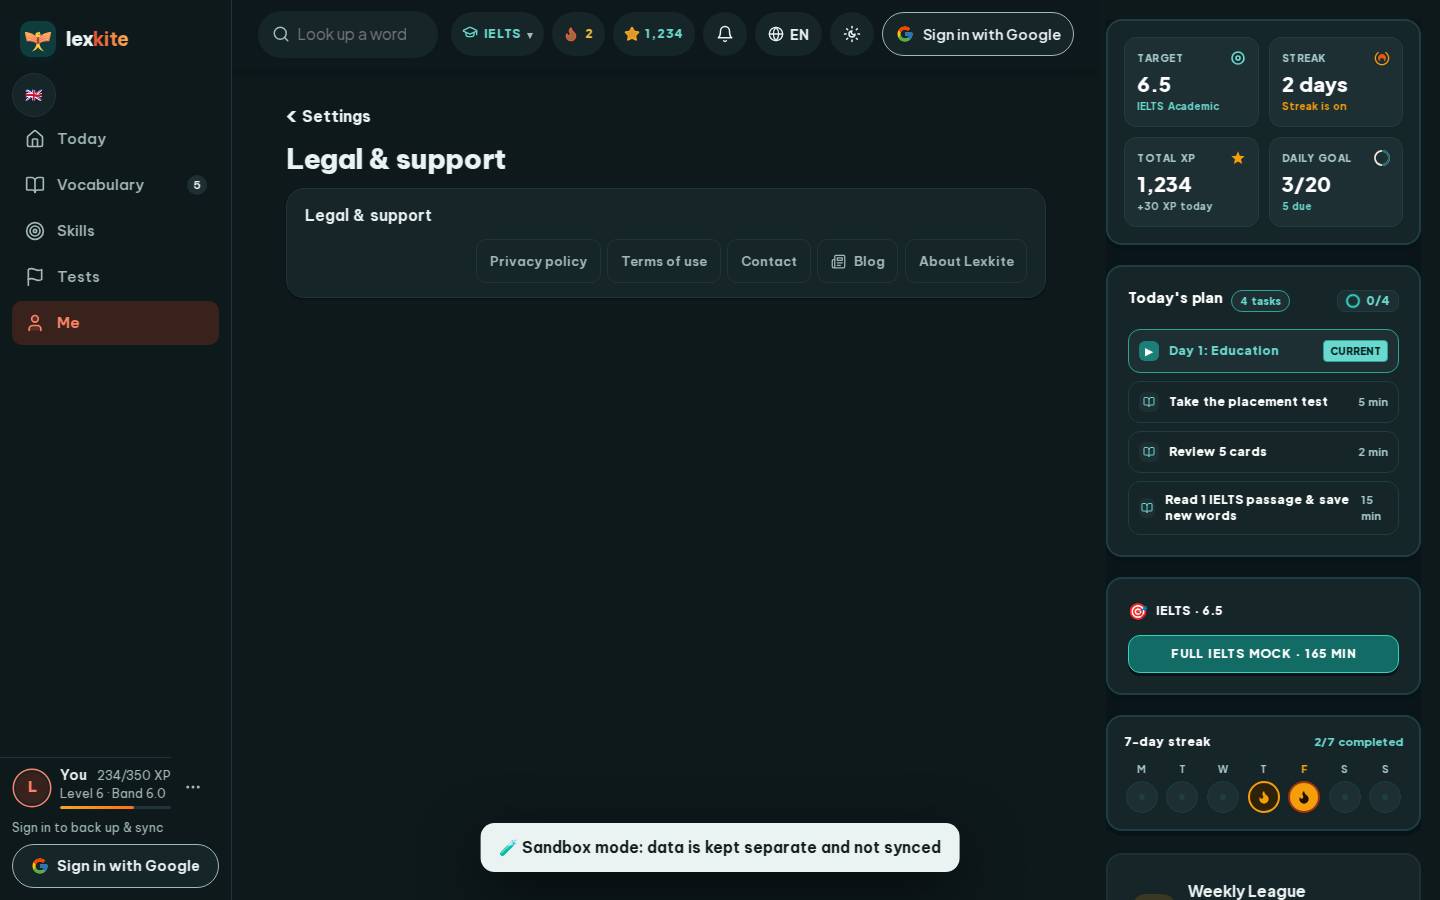 lexkite
Today
Vocabulary 5
Skills
Tests
Me
You 234/350 XP
Level 6 · Band 6.0
Sign in to back up & sync
Sign in with Google
Look up a word
IELTS
2
1,234
EN
Sign in with Google
Settings
Legal & support
Legal & support
Privacy policy
Terms of use
Contact
Blog
About Lexkite
🧪 Sandbox mode: data is kept separate and not synced
TARGET
6.5
IELTS Academic
STREAK
2 days
Streak is on
TOTAL XP
1,234
+30 XP today
DAILY GOAL
3/20
5 due
Today's plan 4 tasks 0/4
Day 1: Education CURRENT
Take the placement test 5 min
Review 5 cards 2 min
Read 1 IELTS passage & save 15
new words min
IELTS · 6.5
FULL IELTS MOCK · 165 MIN
7-day streak 2/7 completed
M T W T F S S
Weekly League
L